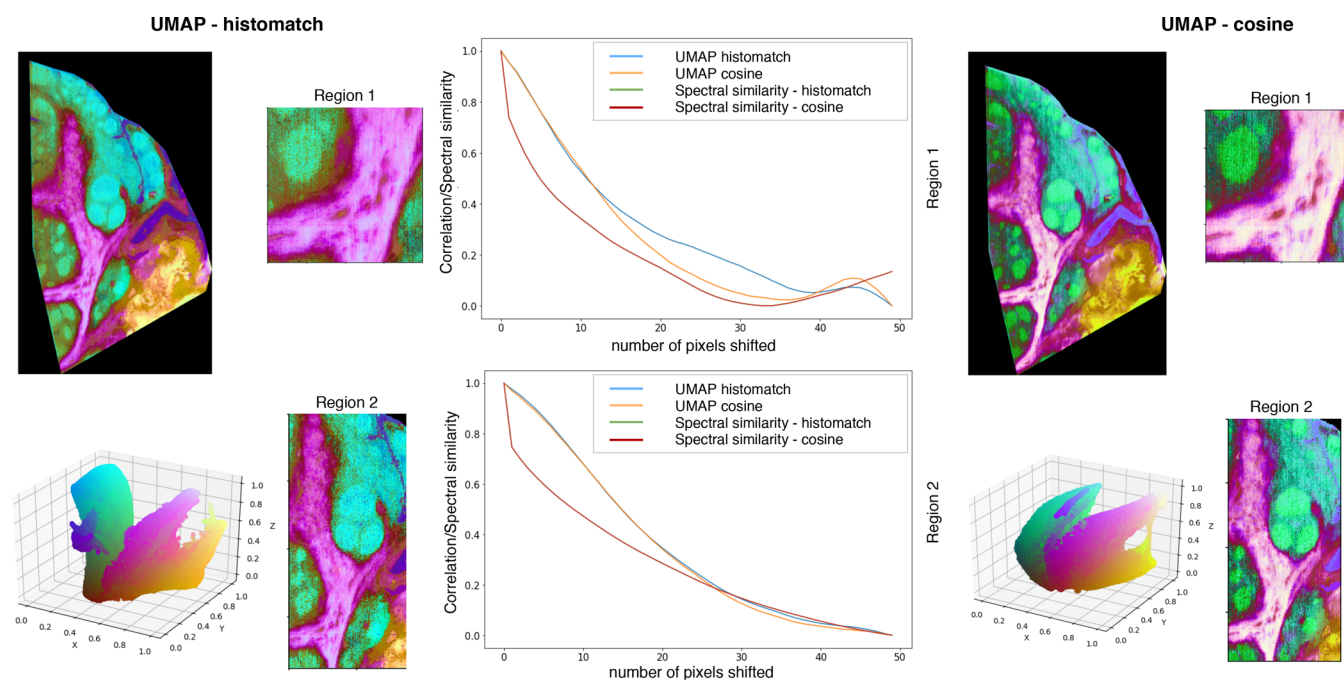 UMAP - histomatch
UMAP - cosine
Region 1
1.0
0.8
0.6
0.4
0.2
0.0
Correlation/Spectral similarity
UMAP histomatch
UMAP cosine
Spectral similarity - histomatch
Spectral similarity - cosine
0 10 20 30 40 50
number of pixels shifted
Region 1
Region 1
Region 2
1.0
0.8
0.6
0.4
0.2
0.0
Correlation/Spectral similarity
UMAP histomatch
UMAP cosine
Spectral similarity - histomatch
Spectral similarity - cosine
0 10 20 30 40 50
number of pixels shifted
Region 2
Region 2
1.0
0.8
0.6
0.4
0.2
0.0
Z
0.0 0.2 0.4 0.6 0.8 1.0
X
0.0 0.2 0.4 0.6 0.8 1.0
Y
1.0
0.8
0.6
0.4
0.2
0.0
Z
0.0 0.2 0.4 0.6 0.8 1.0
X
0.0 0.2 0.4 0.6 0.8 1.0
Y